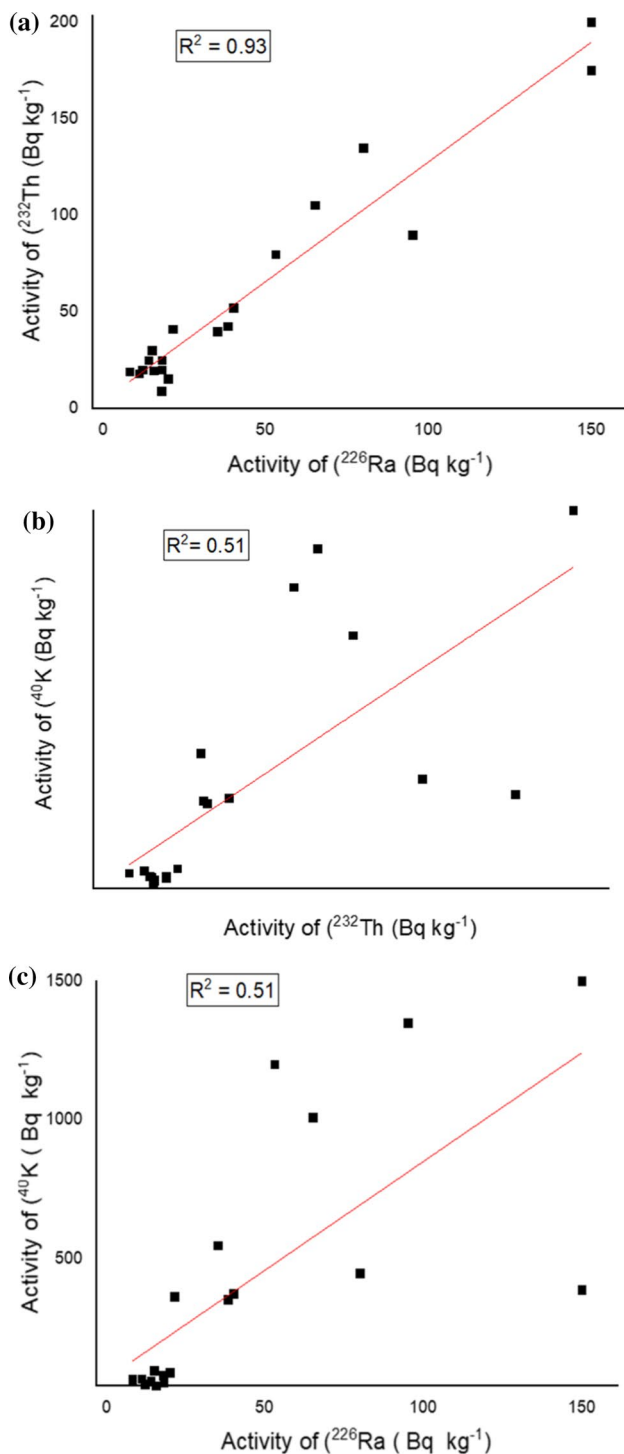 (a)
R² = 0.93
200
150
100
50
0
Activity of (²³²Th (Bq kg⁻¹)
0 50 100 150
Activity of (²²⁶Ra (Bq kg⁻¹)
(b)
R²= 0.51
Activity of (⁴⁰K (Bq kg⁻¹)
Activity of (²³²Th (Bq kg⁻¹)
(c)
R² = 0.51
1500
1000
500
Activity of (⁴⁰K ( Bq kg⁻¹)
0 50 100 150
Activity of (²²⁶Ra ( Bq kg⁻¹)